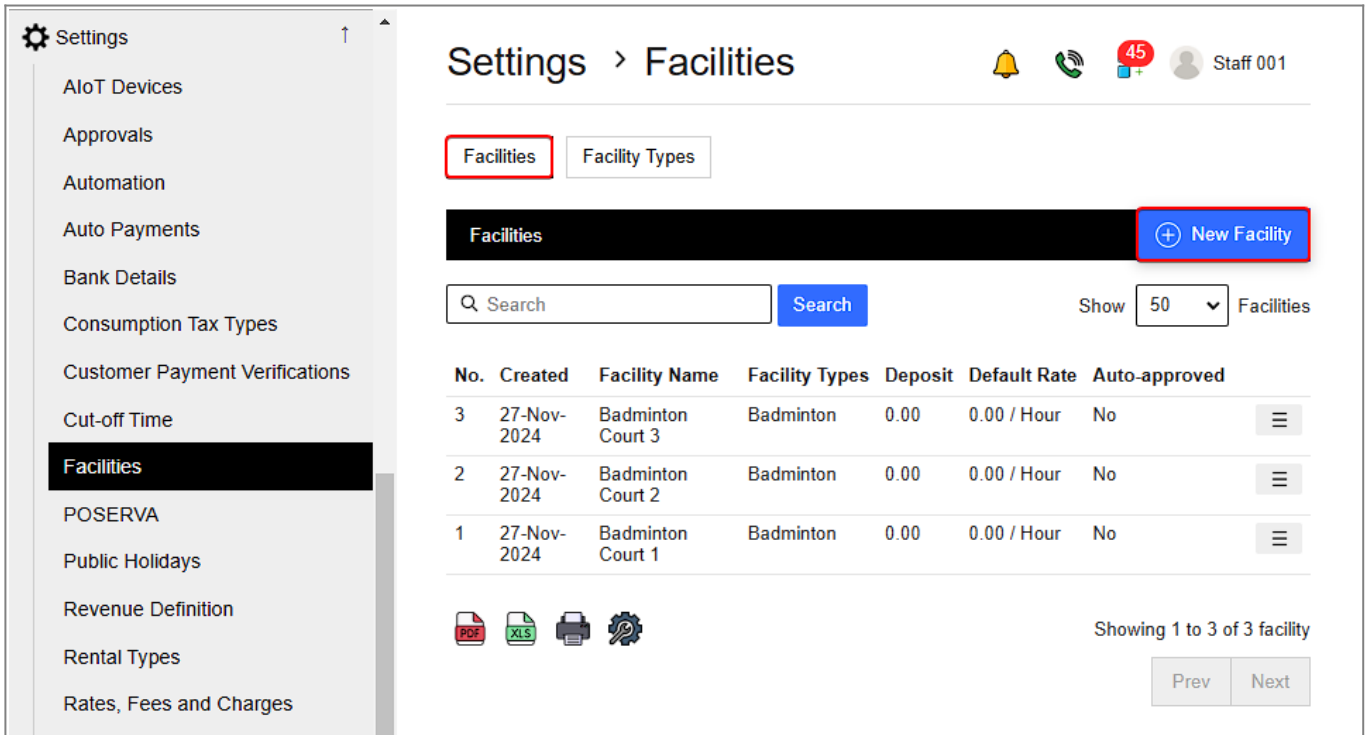 Settings ↑
AIoT Devices
Approvals
Automation
Auto Payments
Bank Details
Consumption Tax Types
Customer Payment Verifications
Cut-off Time
Facilities
POSERVA
Public Holidays
Revenue Definition
Rental Types
Rates, Fees and Charges
Settings › Facilities
45
Staff 001
Facilities
Facility Types
Facilities
New Facility
Search
Search
Show 50 Facilities
No. Created Facility Name Facility Types Deposit Default Rate Auto-approved
3 27-Nov- Badminton Badminton 0.00 0.00 / Hour No
2024 Court 3
2 27-Nov- Badminton Badminton 0.00 0.00 / Hour No
2024 Court 2
1 27-Nov- Badminton Badminton 0.00 0.00 / Hour No
2024 Court 1
PDF
XLS
Showing 1 to 3 of 3 facility
Prev
Next